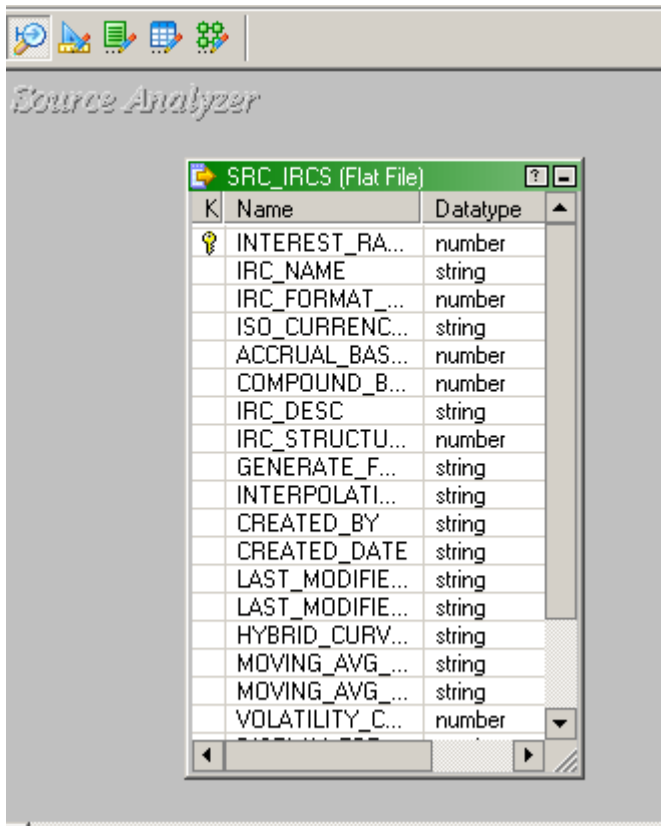 Source Analyzer
SRC_IRCS (Flat File)
K Name Datatype
INTEREST_RA... number
IRC_NAME string
IRC_FORMAT_... number
ISO_CURRENC... string
ACCRUAL_BAS... number
COMPOUND_B... number
IRC_DESC string
IRC_STRUCTU... number
GENERATE_F... string
INTERPOLATI... string
CREATED_BY string
CREATED_DATE string
LAST_MODIFIE... string
LAST_MODIFIE... string
HYBRID_CURV... string
MOVING_AVG_... string
MOVING_AVG_... string
VOLATILITY_C... number